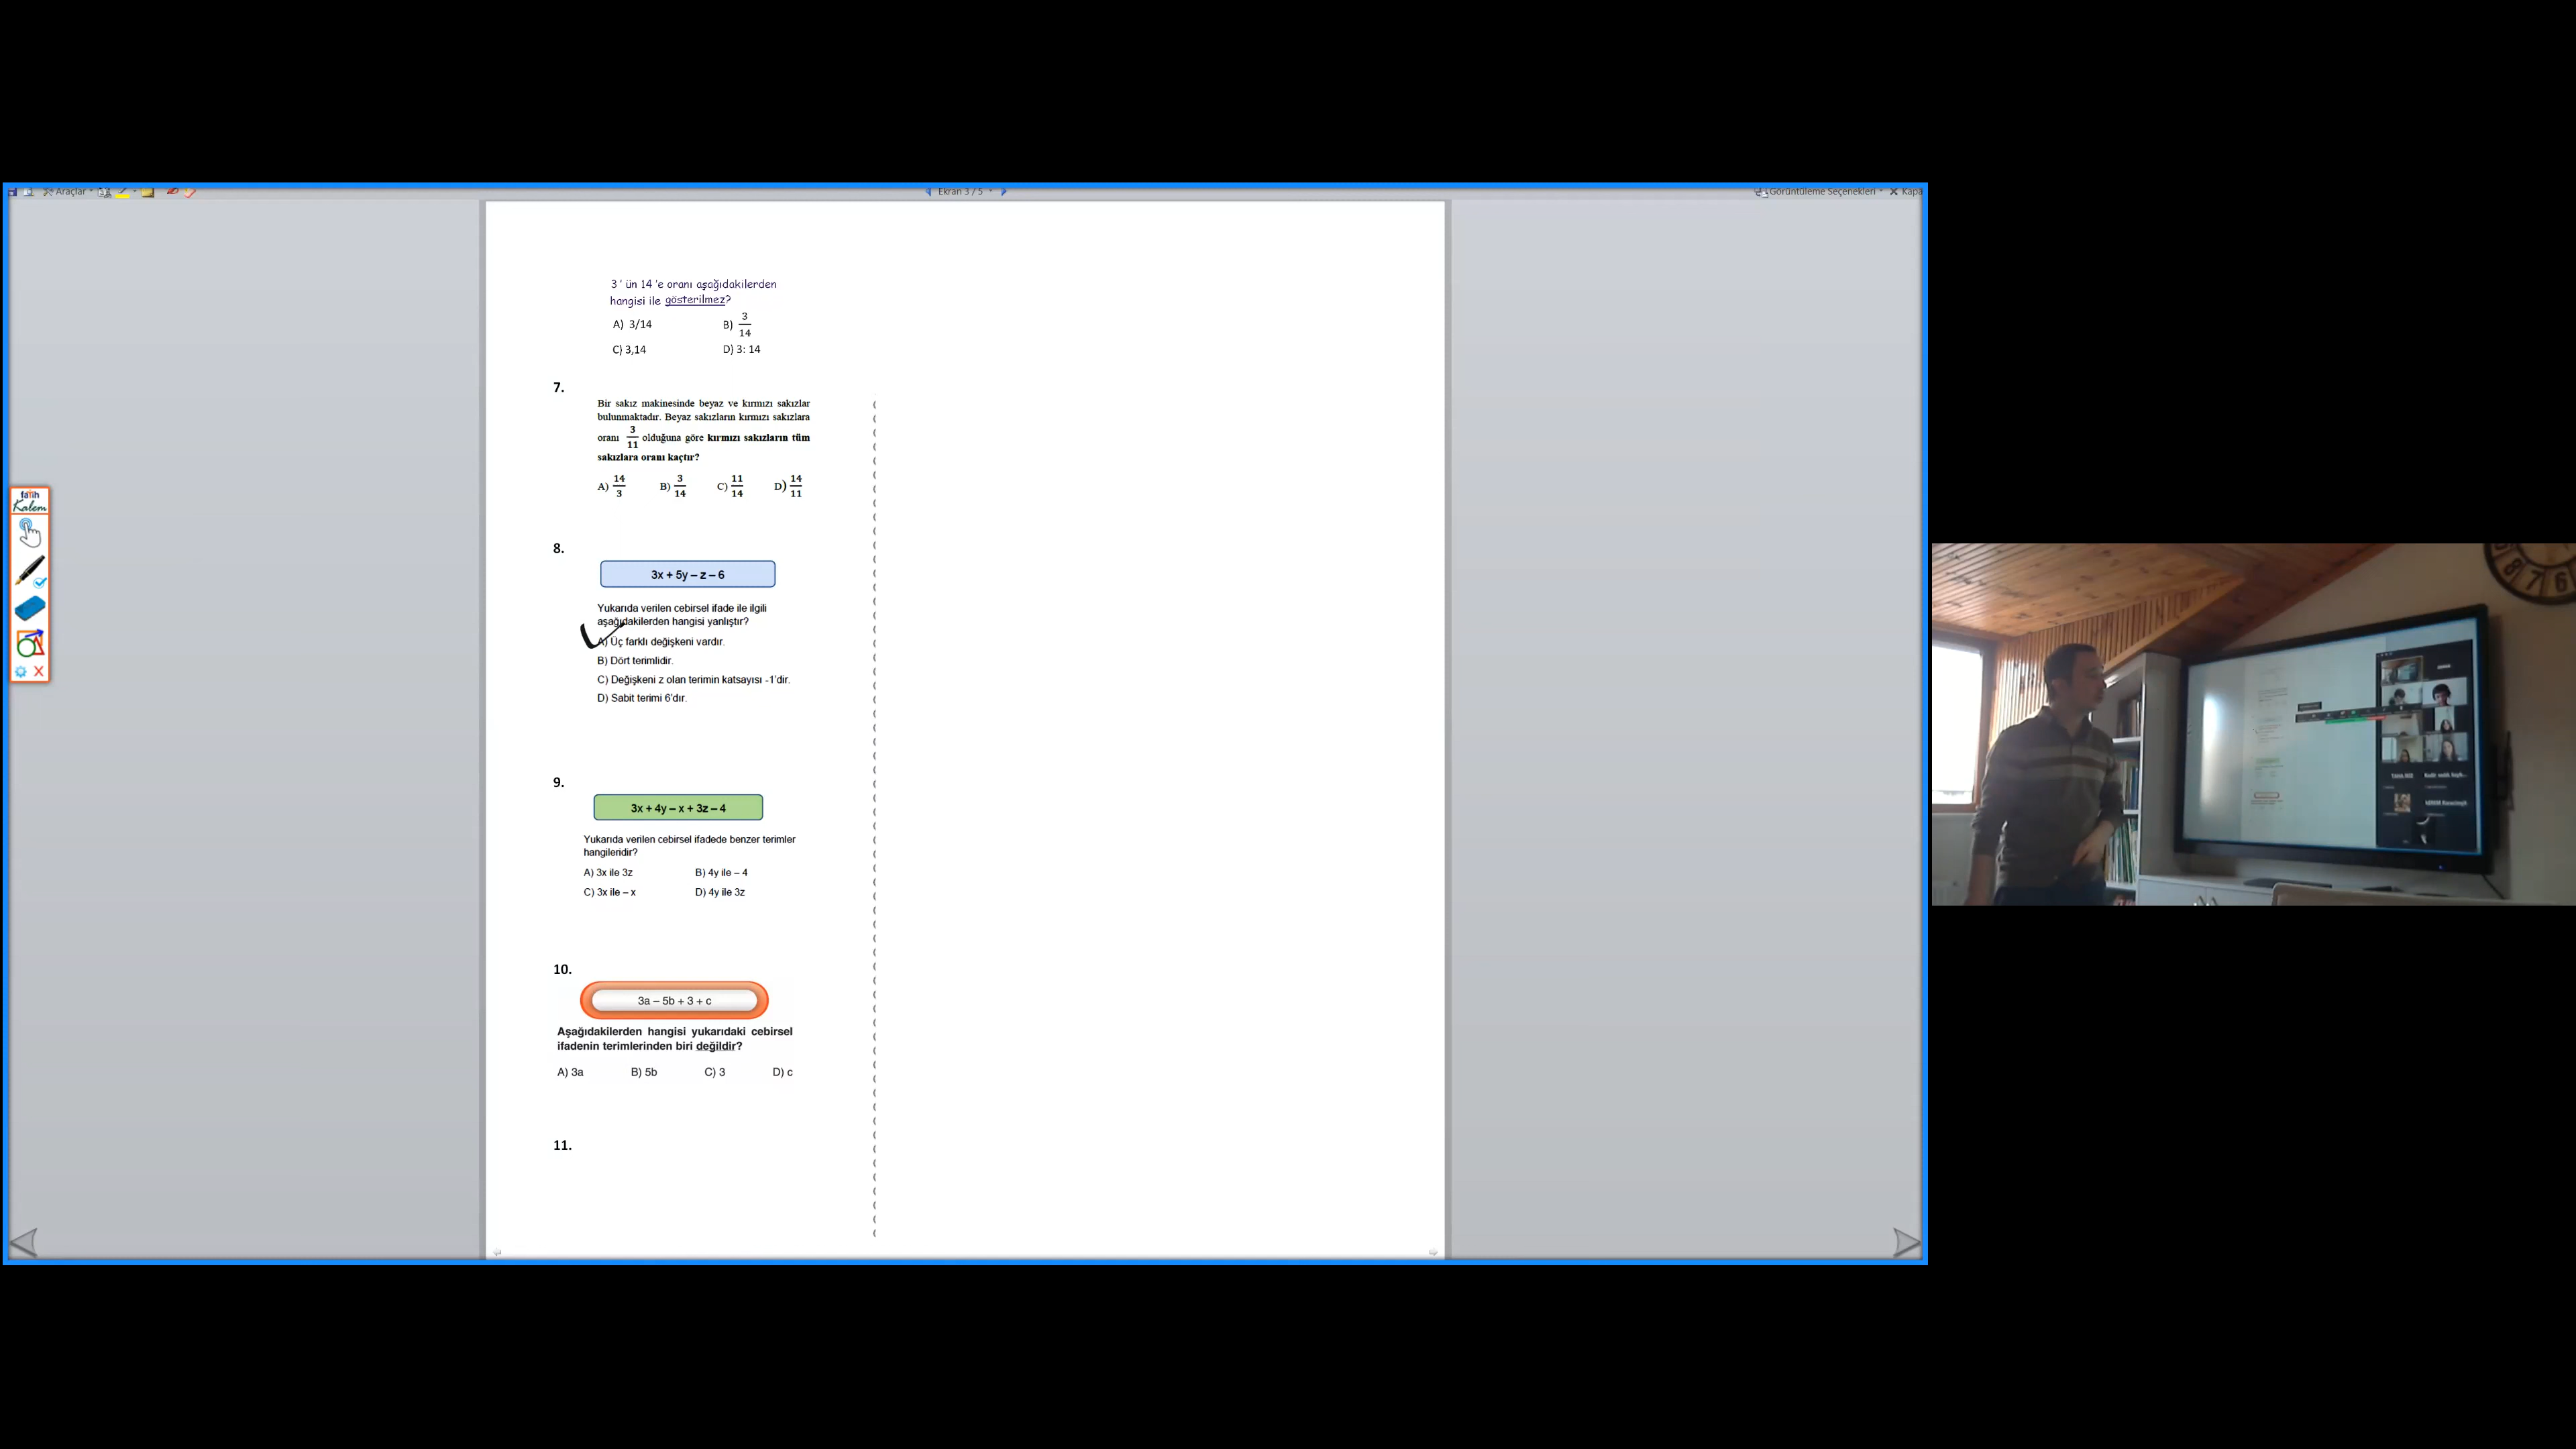 Araçlar
Ekran 3 / 5
Görüntüleme Seçenekleri
Kapa
3 ' ün 14 'e oranı aşağıdakilerden
hangisi ile gösterilmez?
A) 3/14
B) 3/14
C) 3,14
D) 3: 14
7.
Bir sakız makinesinde beyaz ve kırmızı sakızlar
bulunmaktadır. Beyaz sakızların kırmızı sakızlara
oranı 3/11 olduğuna göre kırmızı sakızların tüm
sakızlara oranı kaçtır?
A) 14/3 B) 3/14 C) 11/14 D) 14/11
fatih
Kalem
8.
3x + 5y – z – 6
Yukarıda verilen cebirsel ifade ile ilgili
aşağıdakilerden hangisi yanlıştır?
A) Üç farklı değişkeni vardır.
B) Dört terimlidir.
C) Değişkeni z olan terimin katsayısı -1'dir.
D) Sabit terimi 6'dır.
9.
3x + 4y – x + 3z – 4
Yukarıda verilen cebirsel ifadede benzer terimler
hangileridir?
A) 3x ile 3z B) 4y ile – 4
C) 3x ile – x D) 4y ile 3z
10.
3a – 5b + 3 + c
Aşağıdakilerden hangisi yukarıdaki cebirsel
ifadenin terimlerinden biri değildir?
A) 3a B) 5b C) 3 D) c
11.
8 7 6